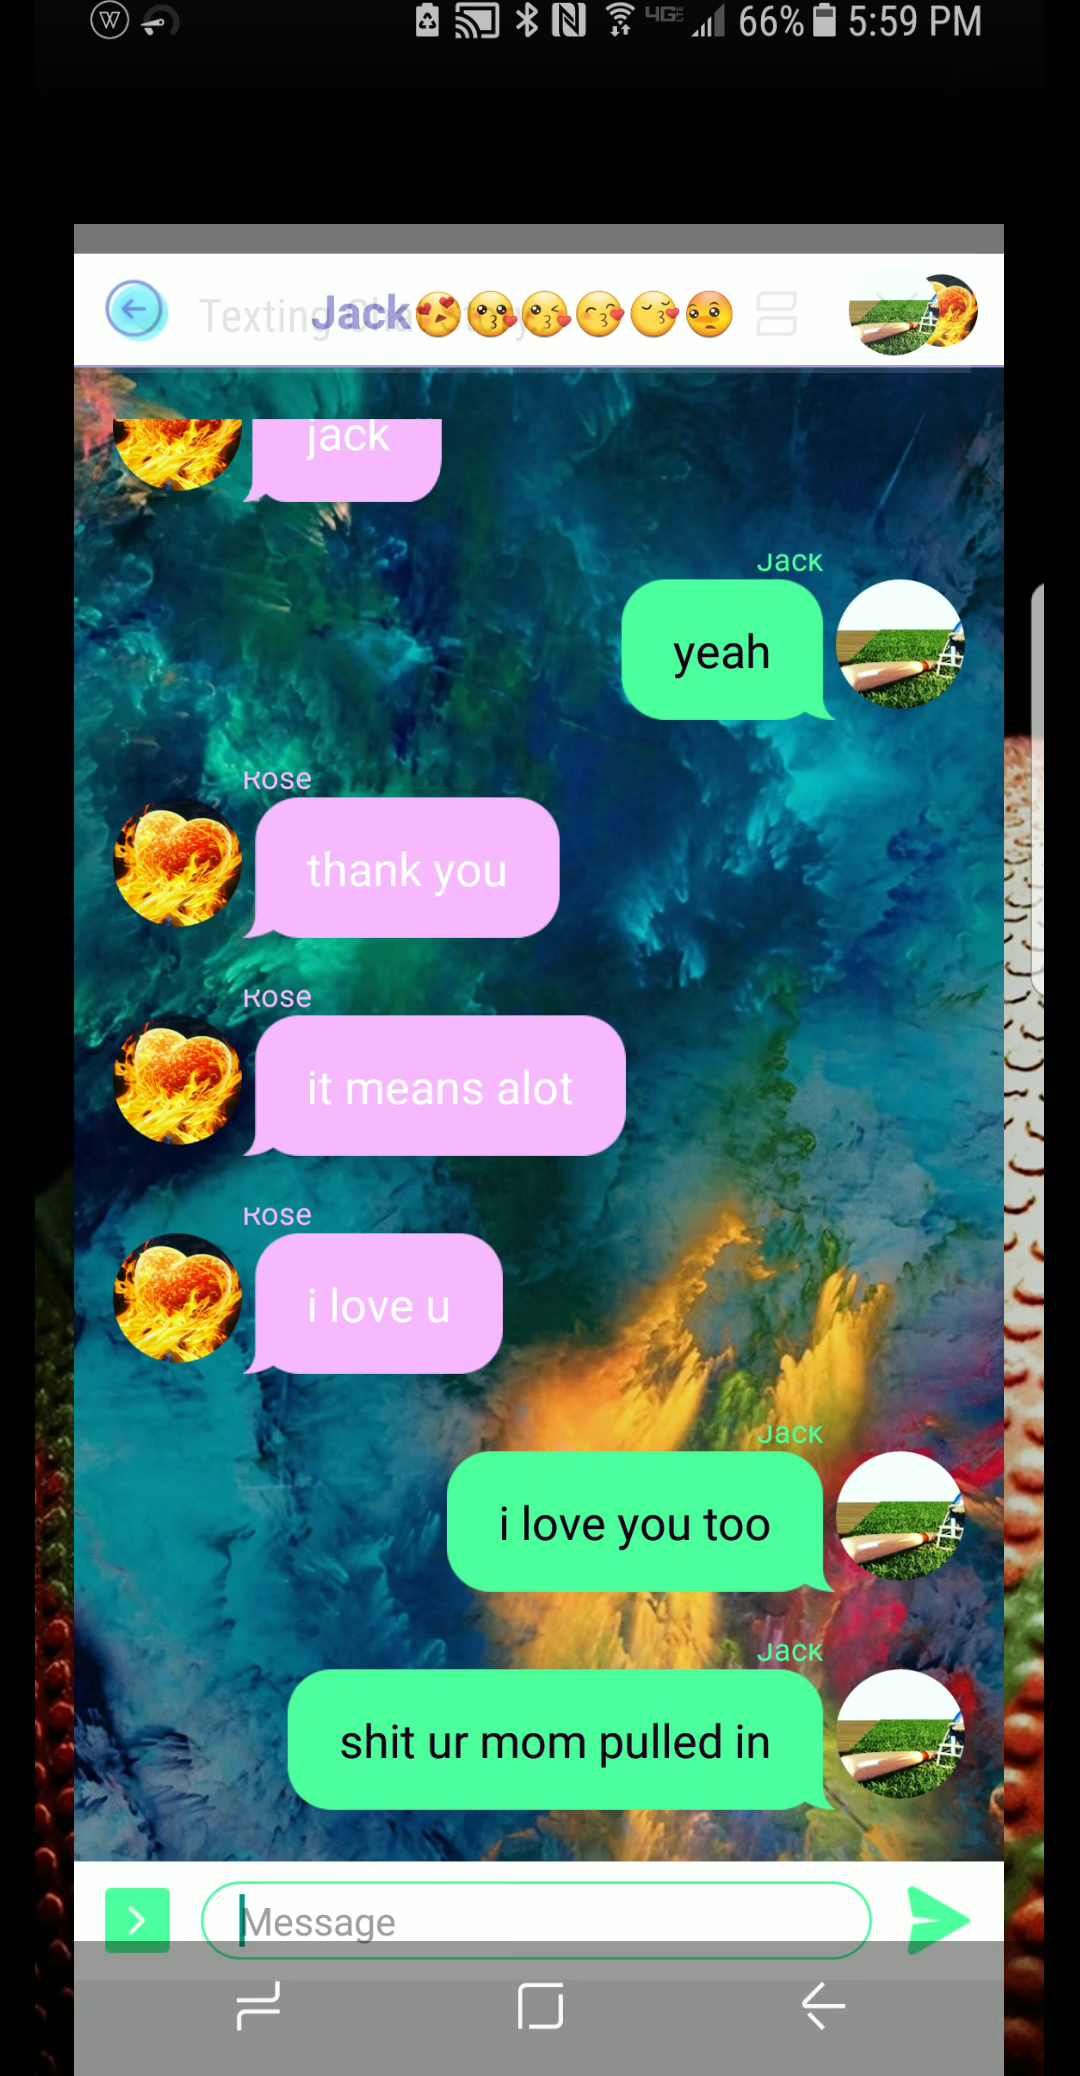 66% 5:59 PM
Texting Jack
jack
Jack
yeah
Rose
thank you
Rose
it means alot
Rose
i love u
Jack
i love you too
Jack
shit ur mom pulled in
Message